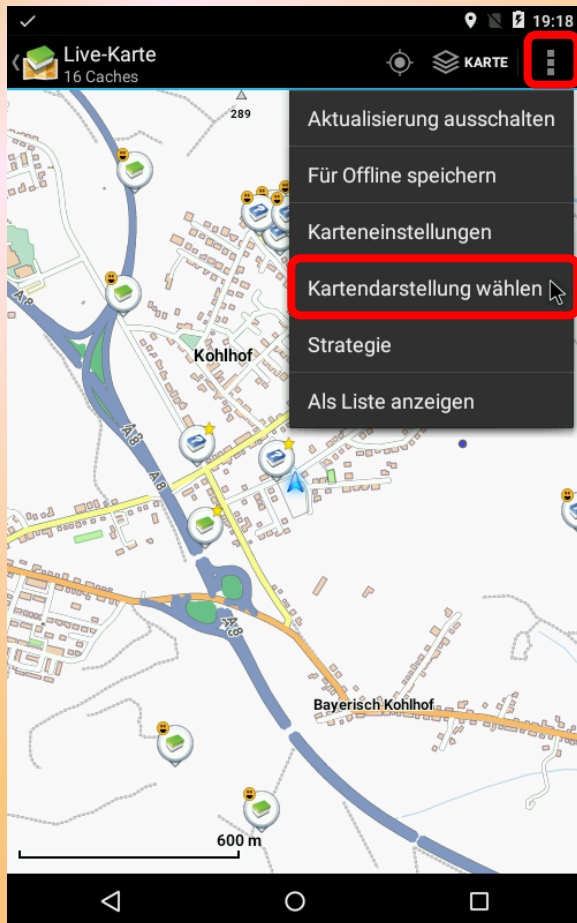 19:18
Live-Karte
16 Caches
KARTE
289
Aktualisierung ausschalten
Für Offline speichern
Karteneinstellungen
Kartendarstellung wählen
Strategie
Als Liste anzeigen
A 8
Kohlhof
A 8
A 8
A 8
Bayerisch Kohlhof
600 m